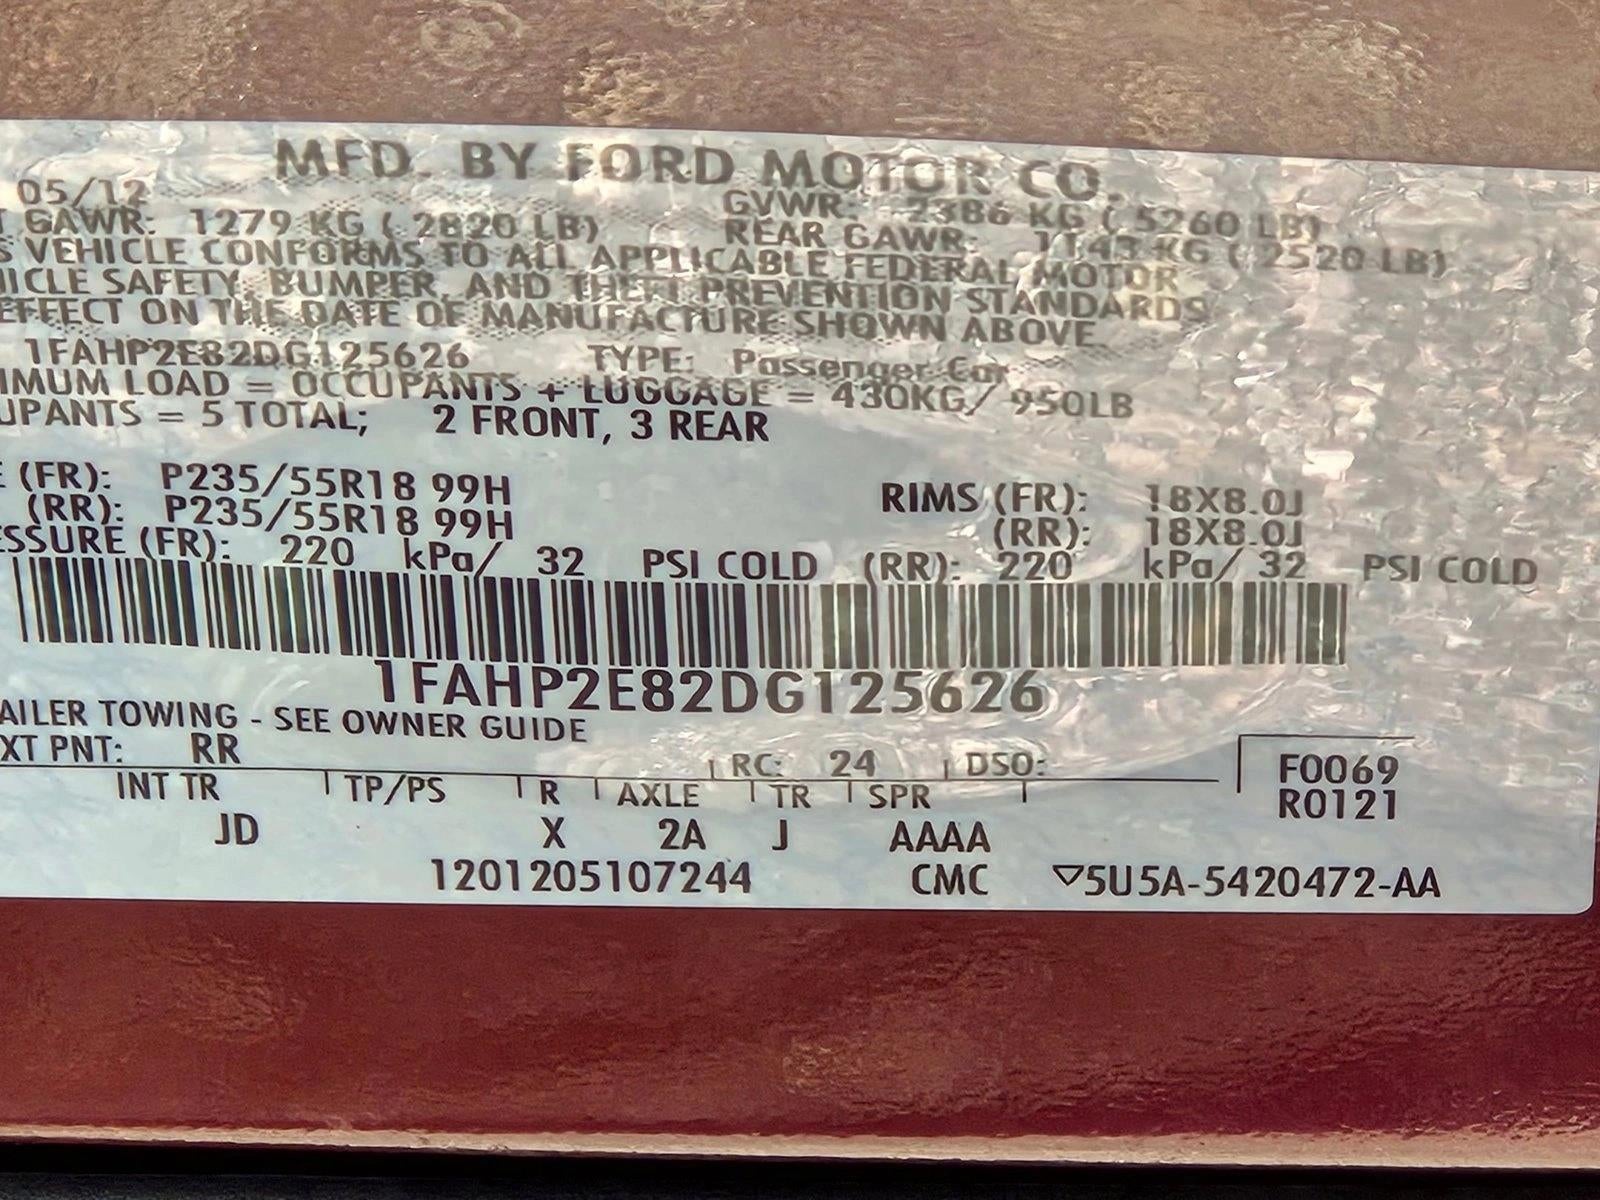 MFD. BY FORD MOTOR CO.
05/12 GVWR: 2386 KG ( 5260 LB)
T GAWR: 1279 KG ( 2820 LB) REAR GAWR: 1143 KG ( 2520 LB)
S VEHICLE CONFORMS TO ALL APPLICABLE FEDERAL MOTOR
HICLE SAFETY, BUMPER, AND THEFT PREVENTION STANDARDS
EFFECT ON THE DATE OF MANUFACTURE SHOWN ABOVE.
1FAHP2E82DG125626 TYPE: Passenger Car
IMUM LOAD = OCCUPANTS + LUGGAGE = 430KG/ 950LB
UPANTS = 5 TOTAL; 2 FRONT, 3 REAR
E (FR): P235/55R18 99H RIMS (FR): 18X8.0J
(RR): P235/55R18 99H (RR): 18X8.0J
ESSURE (FR): 220 kPa/ 32 PSI COLD (RR): 220 kPa/ 32 PSI COLD
1FAHP2E82DG125626
AILER TOWING - SEE OWNER GUIDE
XT PNT: RR RC: 24 DSO: F0069
INT TR TP/PS R AXLE TR SPR R0121
JD X 2A J AAAA
1201205107244 CMC ▽5U5A-5420472-AA